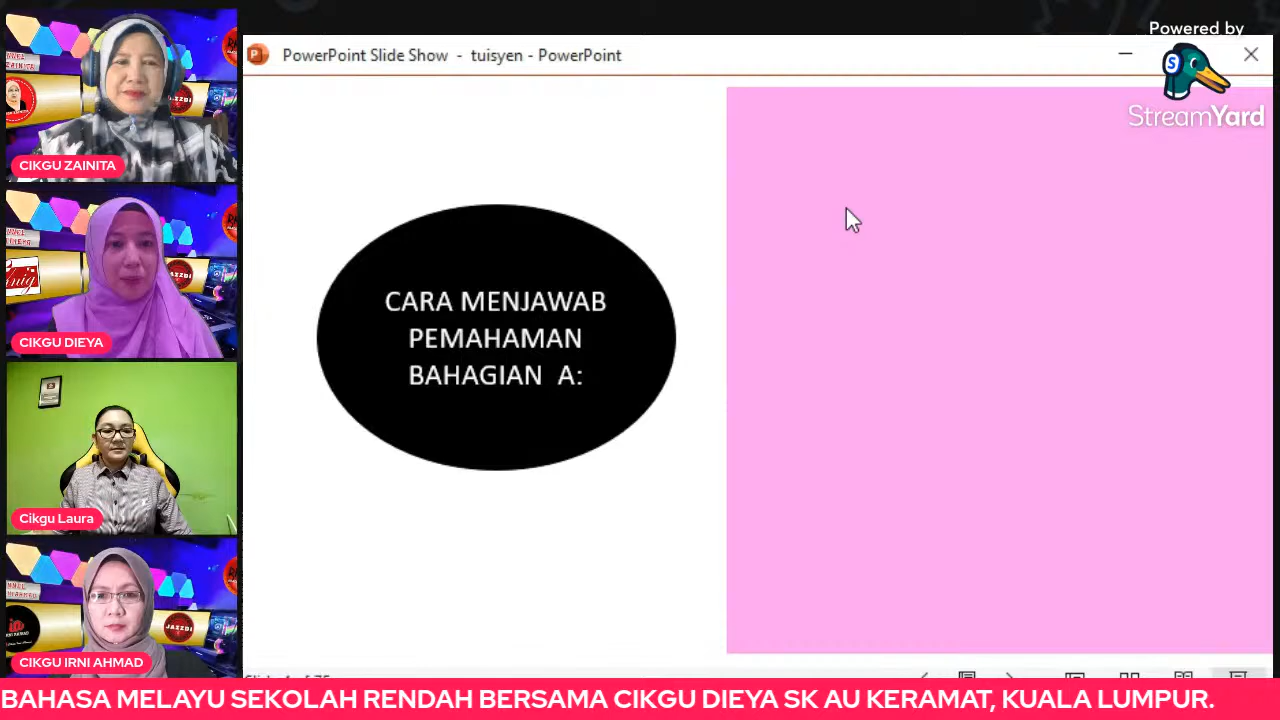 Powered by
StreamYard
PowerPoint Slide Show - tuisyen - PowerPoint
CIKGU ZAINITA
CIKGU DIEYA
Cikgu Laura
CIKGU IRNI AHMAD
CARA MENJAWAB
PEMAHAMAN
BAHAGIAN A:
BAHASA MELAYU SEKOLAH RENDAH BERSAMA CIKGU DIEYA SK AU KERAMAT, KUALA LUMPUR.